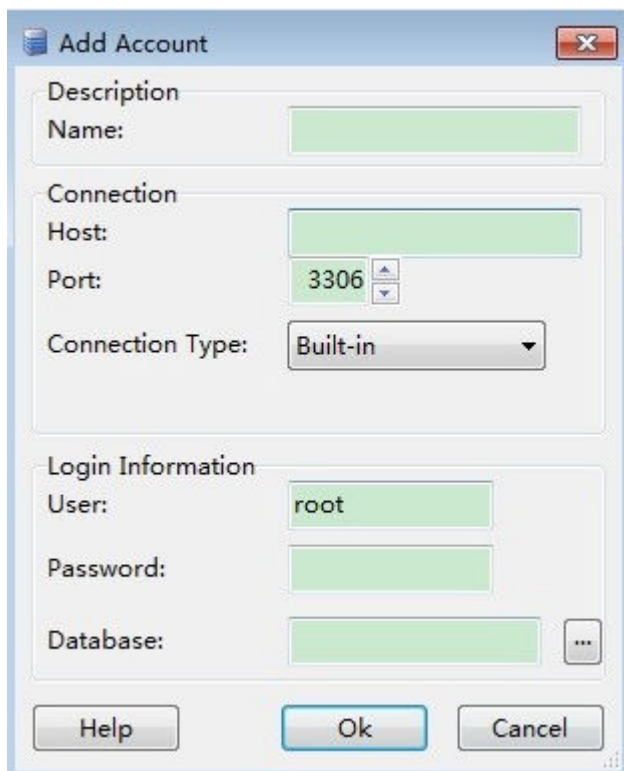 Add Account
Description
Name:
Connection
Host:
Port: 3306
Connection Type: Built-in
Login Information
User: root
Password:
Database: ...
Help Ok Cancel